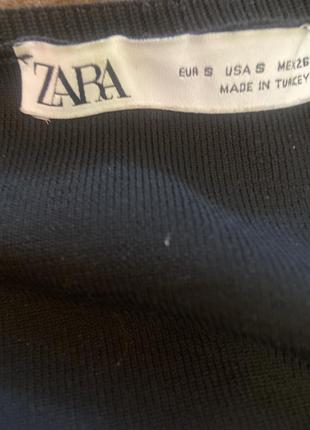 ZARA
EUR S USA S MEX 26
MADE IN TURKEY